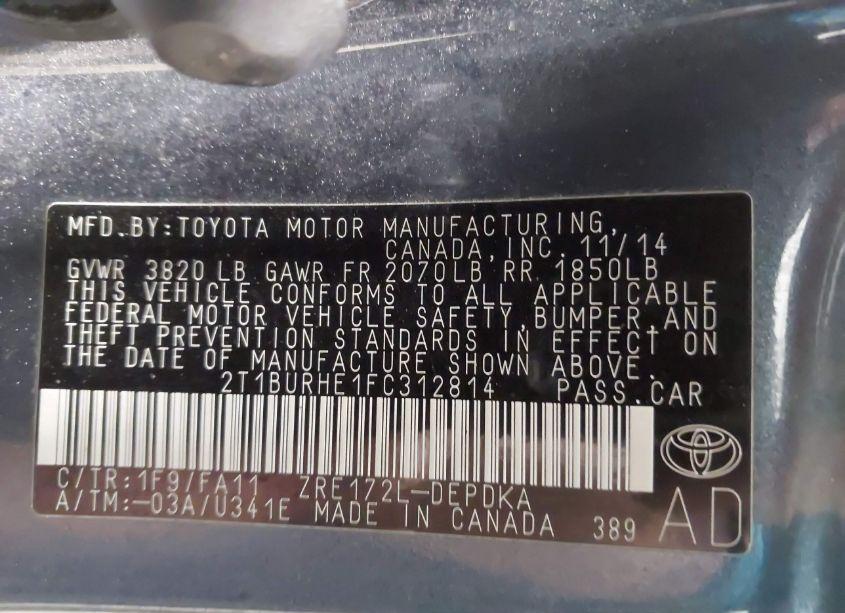 MFD.BY:TOYOTA MOTOR MANUFACTURING,
CANADA,INC. 11/14
GVWR 3820 LB GAWR FR 2070LB RR 1850LB
THIS VEHICLE CONFORMS TO ALL APPLICABLE
FEDERAL MOTOR VEHICLE SAFETY,BUMPER,AND
THEFT PREVENTION STANDARDS IN EFFECT ON
THE DATE OF MANUFACTURE SHOWN ABOVE.
2T1BURHE1FC312814 PASS.CAR
C/TR:1F9/FA11 ZRE172L-DEPDKA
A/TM:-03A/U341E MADE IN CANADA 389 AD